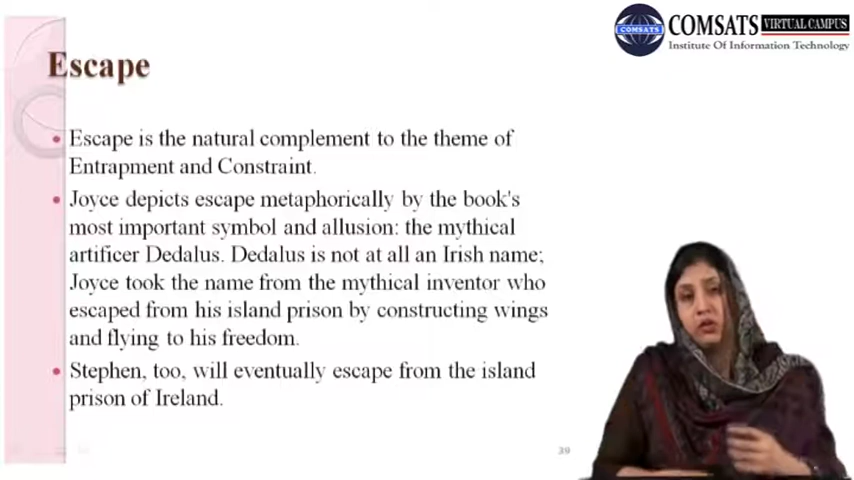 COMSATS VIRTUAL CAMPUS
COMSATS
Institute Of Information Technology
Escape
• Escape is the natural complement to the theme of
Entrapment and Constraint.
• Joyce depicts escape metaphorically by the book's
most important symbol and allusion: the mythical
artificer Dedalus. Dedalus is not at all an Irish name;
Joyce took the name from the mythical inventor who
escaped from his island prison by constructing wings
and flying to his freedom.
• Stephen, too, will eventually escape from the island
prison of Ireland.
39